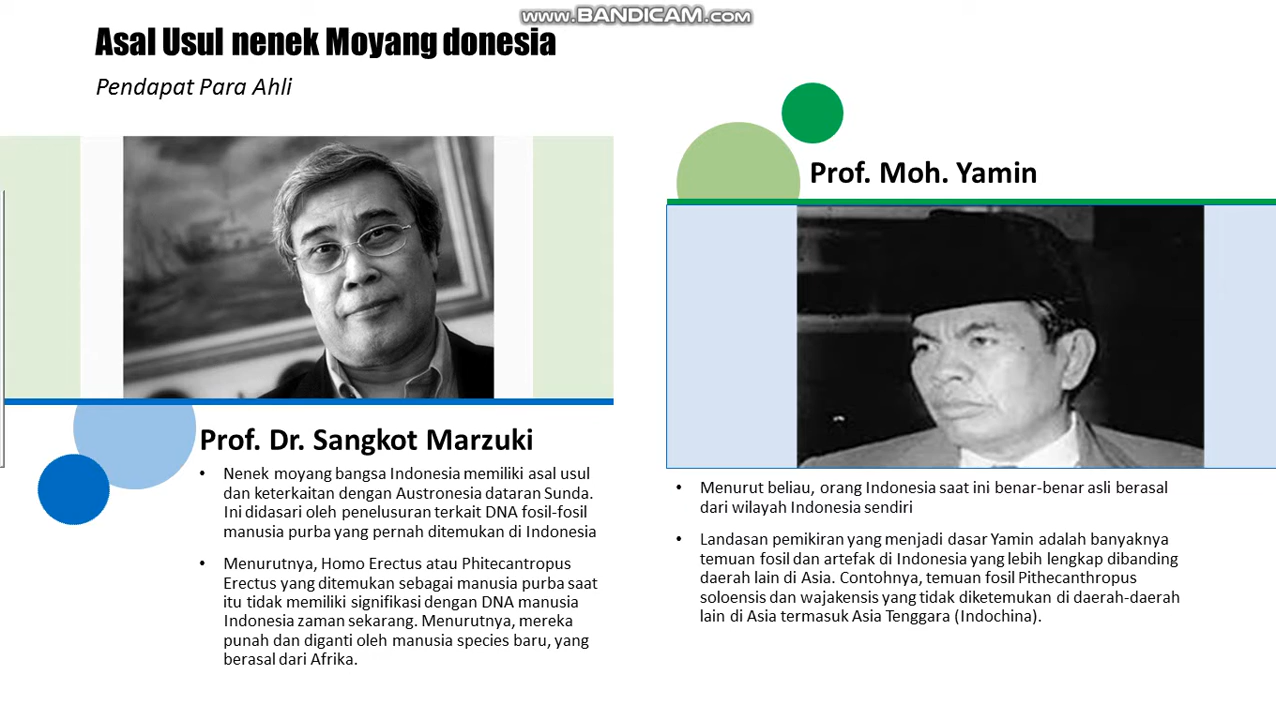 www.BANDICAM.com
Asal Usul nenek Moyang donesia
Pendapat Para Ahli
Prof. Dr. Sangkot Marzuki
• Nenek moyang bangsa Indonesia memiliki asal usul
dan keterkaitan dengan Austronesia dataran Sunda.
Ini didasari oleh penelusuran terkait DNA fosil-fosil
manusia purba yang pernah ditemukan di Indonesia
• Menurutnya, Homo Erectus atau Phitecantropus
Erectus yang ditemukan sebagai manusia purba saat
itu tidak memiliki signifikasi dengan DNA manusia
Indonesia zaman sekarang. Menurutnya, mereka
punah dan diganti oleh manusia species baru, yang
berasal dari Afrika.
Prof. Moh. Yamin
• Menurut beliau, orang Indonesia saat ini benar-benar asli berasal
dari wilayah Indonesia sendiri
• Landasan pemikiran yang menjadi dasar Yamin adalah banyaknya
temuan fosil dan artefak di Indonesia yang lebih lengkap dibanding
daerah lain di Asia. Contohnya, temuan fosil Pithecanthropus
soloensis dan wajakensis yang tidak diketemukan di daerah-daerah
lain di Asia termasuk Asia Tenggara (Indochina).